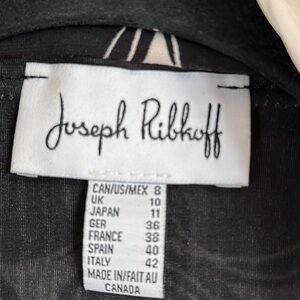 Joseph Ribkoff
CAN/US/MEX 8
UK 10
JAPAN 11
GER 36
FRANCE 38
SPAIN 40
ITALY 42
MADE IN/FAIT AU
CANADA